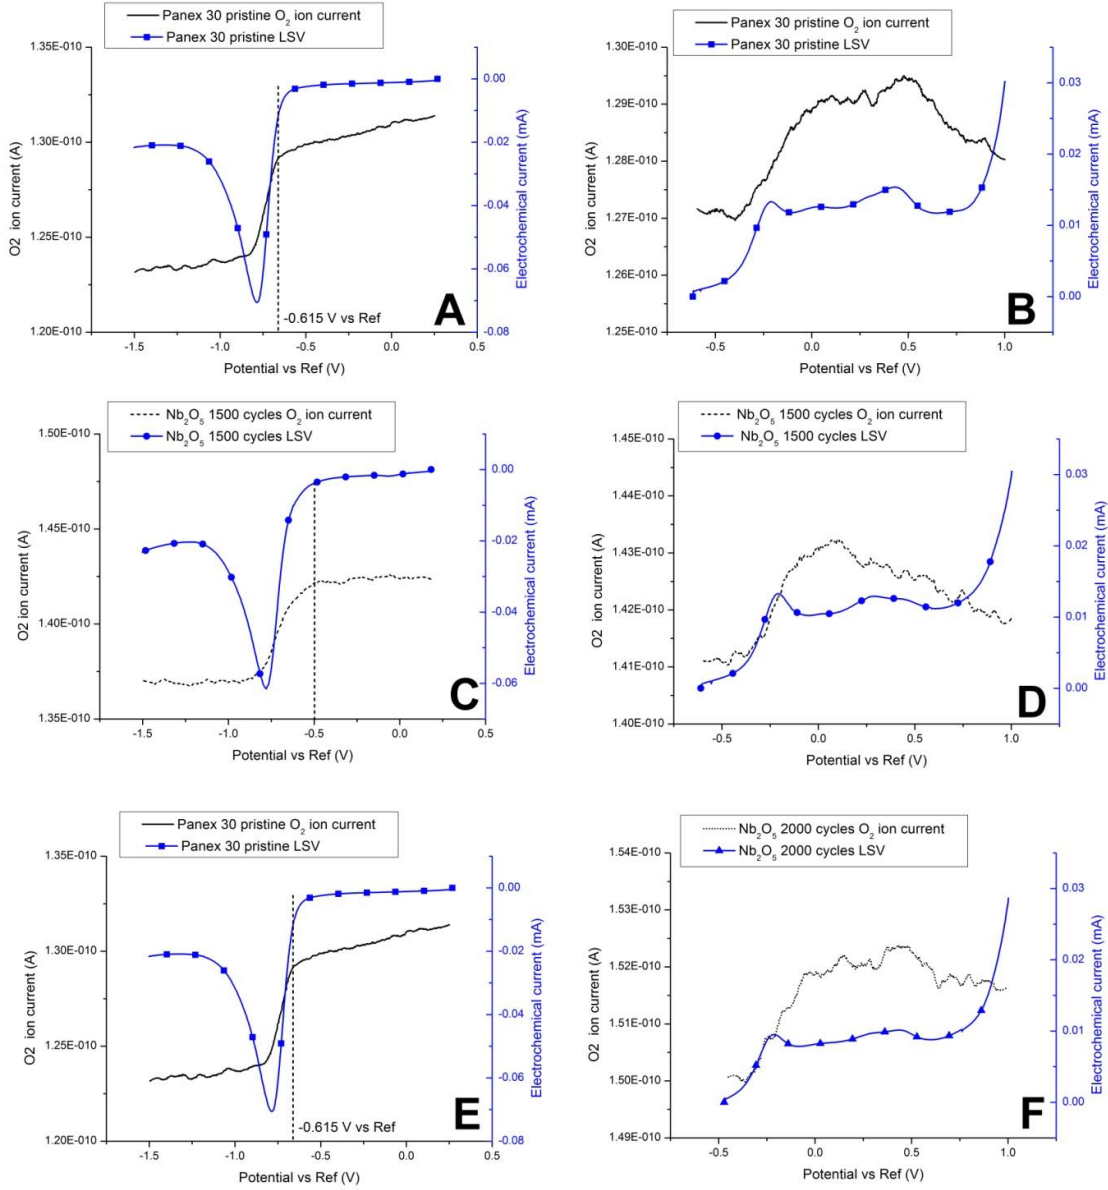 Panex 30 pristine O2 ion current
Panex 30 pristine LSV
1.35E-010
1.30E-010
1.25E-010
1.20E-010
O2 ion current (A)
0.00
-0.02
-0.04
-0.06
-0.08
Electrochemical current (mA)
-0.615 V vs Ref
A
-1.5 -1.0 -0.5 0.0 0.5
Potential vs Ref (V)
Panex 30 pristine O2 ion current
Panex 30 pristine LSV
1.30E-010
1.29E-010
1.28E-010
1.27E-010
1.26E-010
1.25E-010
O2 ion current (A)
0.03
0.02
0.01
0.00
Electrochemical current (mA)
B
-0.5 0.0 0.5 1.0
Potential vs Ref (V)
Nb2O5 1500 cycles O2 ion current
Nb2O5 1500 cycles LSV
1.50E-010
1.45E-010
1.40E-010
1.35E-010
O2 ion current (A)
0.00
-0.02
-0.04
-0.06
Electrochemical current (mA)
C
-1.5 -1.0 -0.5 0.0 0.5
Potential vs Ref (V)
Nb2O5 1500 cycles O2 ion current
Nb2O5 1500 cycles LSV
1.45E-010
1.44E-010
1.43E-010
1.42E-010
1.41E-010
1.40E-010
O2 ion current (A)
0.03
0.02
0.01
0.00
Electrochemical current (mA)
D
-0.5 0.0 0.5 1.0
Potential vs Ref (V)
Panex 30 pristine O2 ion current
Panex 30 pristine LSV
1.35E-010
1.30E-010
1.25E-010
1.20E-010
O2 ion current (A)
0.00
-0.02
-0.04
-0.06
-0.08
Electrochemical current (mA)
-0.615 V vs Ref
E
-1.5 -1.0 -0.5 0.0 0.5
Potential vs Ref (V)
Nb2O5 2000 cycles O2 ion current
Nb2O5 2000 cycles LSV
1.54E-010
1.53E-010
1.52E-010
1.51E-010
1.50E-010
1.49E-010
O2 ion current (A)
0.03
0.02
0.01
0.00
Electrochemical current (mA)
F
-0.5 0.0 0.5 1.0
Potential vs Ref (V)